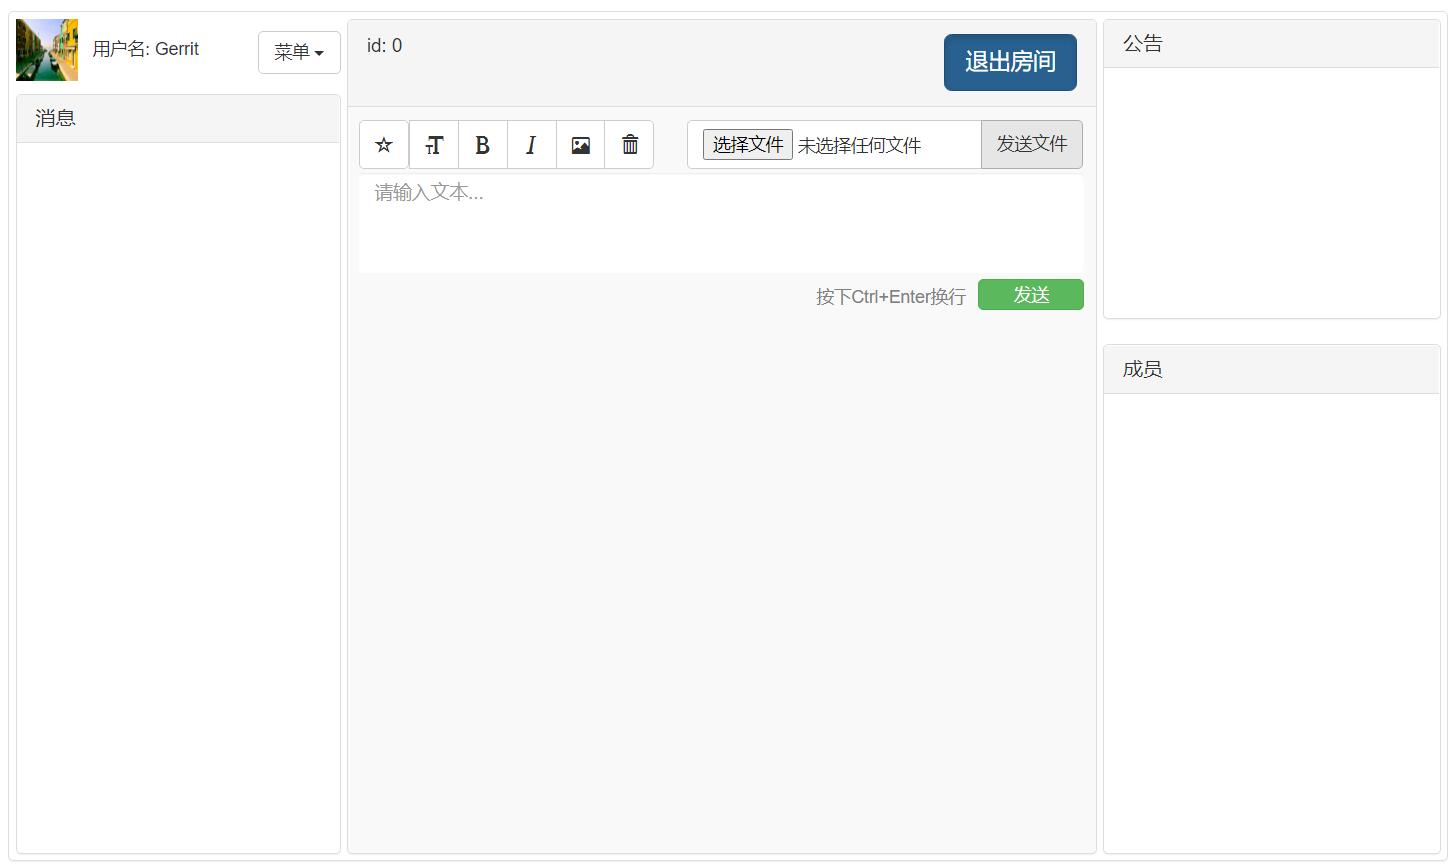 用户名: Gerrit
菜单
消息
id: 0
退出房间
选择文件 未选择任何文件
发送文件
请输入文本...
按下Ctrl+Enter换行
发送
公告
成员